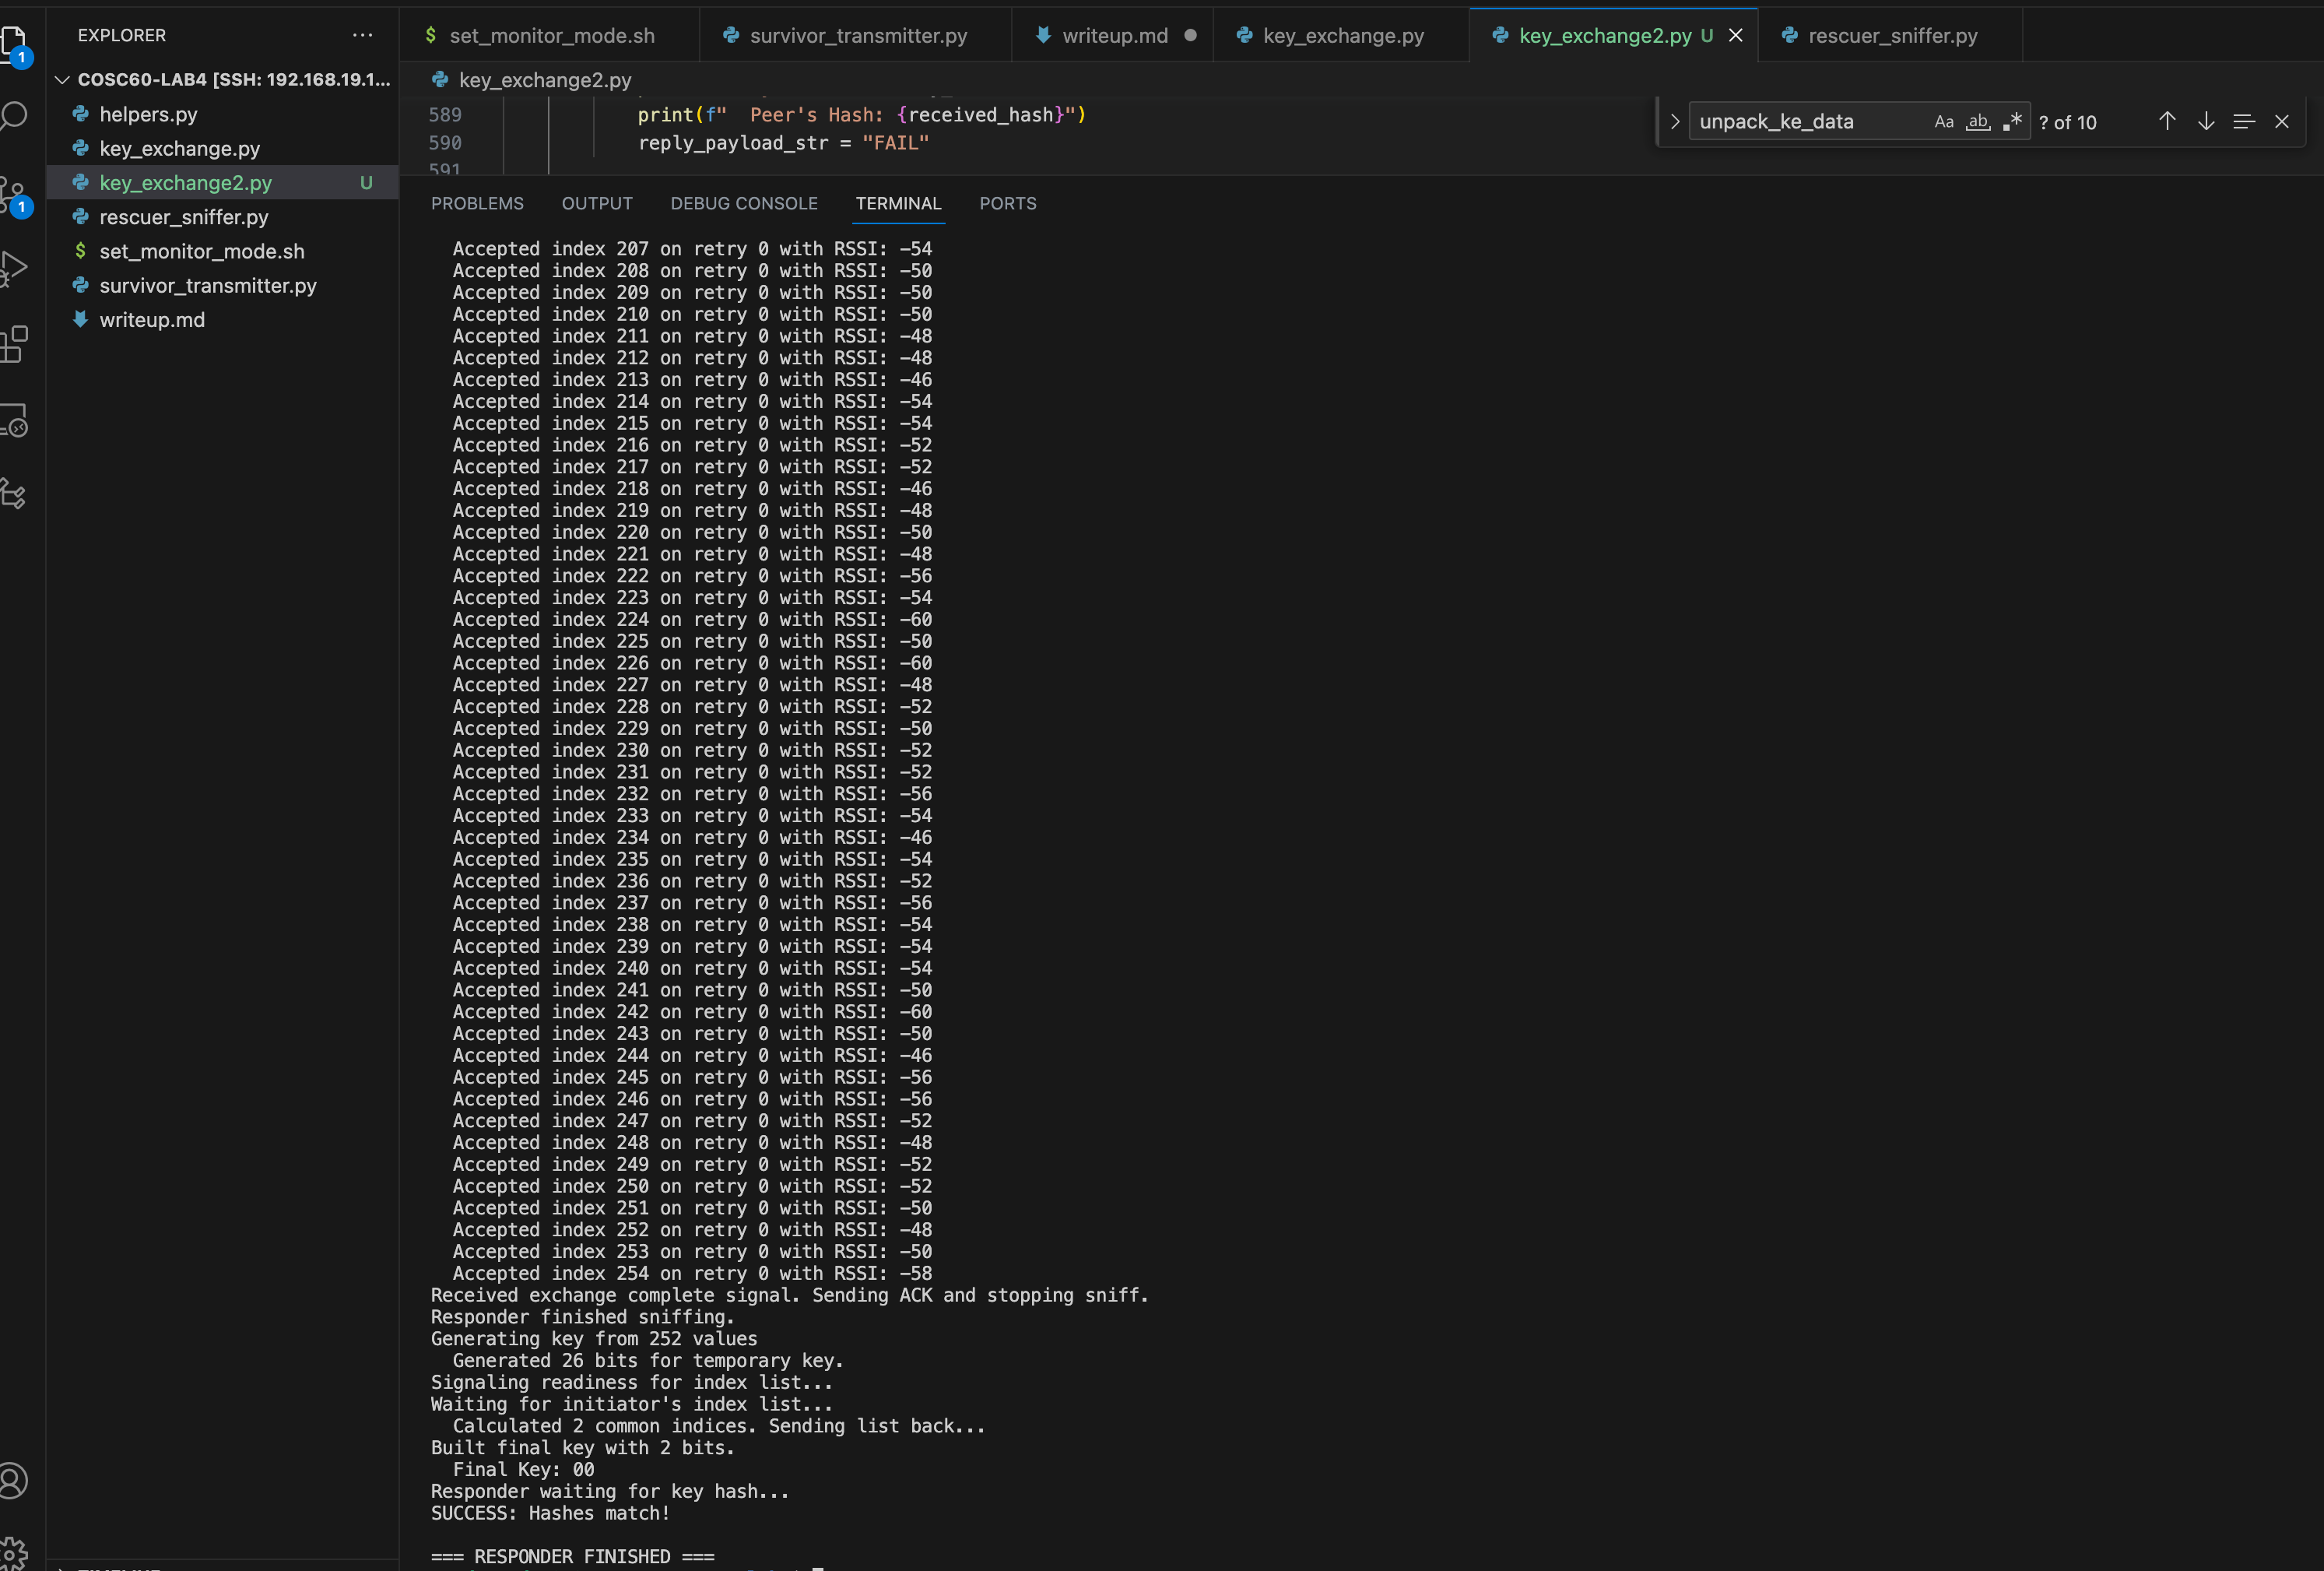 EXPLORER ...
set_monitor_mode.sh
survivor_transmitter.py
writeup.md
key_exchange.py
key_exchange2.py U
rescuer_sniffer.py
1
COSC60-LAB4 [SSH: 192.168.19.1...
helpers.py
key_exchange.py
key_exchange2.py U
rescuer_sniffer.py
set_monitor_mode.sh
survivor_transmitter.py
writeup.md
1
key_exchange2.py
589 print(f"  Peer's Hash: {received_hash}")
590 reply_payload_str = "FAIL"
591
unpack_ke_data Aa ab .* ? of 10
PROBLEMS OUTPUT DEBUG CONSOLE TERMINAL PORTS
Accepted index 207 on retry 0 with RSSI: -54
Accepted index 208 on retry 0 with RSSI: -50
Accepted index 209 on retry 0 with RSSI: -50
Accepted index 210 on retry 0 with RSSI: -50
Accepted index 211 on retry 0 with RSSI: -48
Accepted index 212 on retry 0 with RSSI: -48
Accepted index 213 on retry 0 with RSSI: -46
Accepted index 214 on retry 0 with RSSI: -54
Accepted index 215 on retry 0 with RSSI: -54
Accepted index 216 on retry 0 with RSSI: -52
Accepted index 217 on retry 0 with RSSI: -52
Accepted index 218 on retry 0 with RSSI: -46
Accepted index 219 on retry 0 with RSSI: -48
Accepted index 220 on retry 0 with RSSI: -50
Accepted index 221 on retry 0 with RSSI: -48
Accepted index 222 on retry 0 with RSSI: -56
Accepted index 223 on retry 0 with RSSI: -54
Accepted index 224 on retry 0 with RSSI: -60
Accepted index 225 on retry 0 with RSSI: -50
Accepted index 226 on retry 0 with RSSI: -60
Accepted index 227 on retry 0 with RSSI: -48
Accepted index 228 on retry 0 with RSSI: -52
Accepted index 229 on retry 0 with RSSI: -50
Accepted index 230 on retry 0 with RSSI: -52
Accepted index 231 on retry 0 with RSSI: -52
Accepted index 232 on retry 0 with RSSI: -56
Accepted index 233 on retry 0 with RSSI: -54
Accepted index 234 on retry 0 with RSSI: -46
Accepted index 235 on retry 0 with RSSI: -54
Accepted index 236 on retry 0 with RSSI: -52
Accepted index 237 on retry 0 with RSSI: -56
Accepted index 238 on retry 0 with RSSI: -54
Accepted index 239 on retry 0 with RSSI: -54
Accepted index 240 on retry 0 with RSSI: -54
Accepted index 241 on retry 0 with RSSI: -50
Accepted index 242 on retry 0 with RSSI: -60
Accepted index 243 on retry 0 with RSSI: -50
Accepted index 244 on retry 0 with RSSI: -46
Accepted index 245 on retry 0 with RSSI: -56
Accepted index 246 on retry 0 with RSSI: -56
Accepted index 247 on retry 0 with RSSI: -52
Accepted index 248 on retry 0 with RSSI: -48
Accepted index 249 on retry 0 with RSSI: -52
Accepted index 250 on retry 0 with RSSI: -52
Accepted index 251 on retry 0 with RSSI: -50
Accepted index 252 on retry 0 with RSSI: -48
Accepted index 253 on retry 0 with RSSI: -50
Accepted index 254 on retry 0 with RSSI: -58
Received exchange complete signal. Sending ACK and stopping sniff.
Responder finished sniffing.
Generating key from 252 values
Generated 26 bits for temporary key.
Signaling readiness for index list...
Waiting for initiator's index list...
Calculated 2 common indices. Sending list back...
Built final key with 2 bits.
Final Key: 00
Responder waiting for key hash...
SUCCESS: Hashes match!
=== RESPONDER FINISHED ===